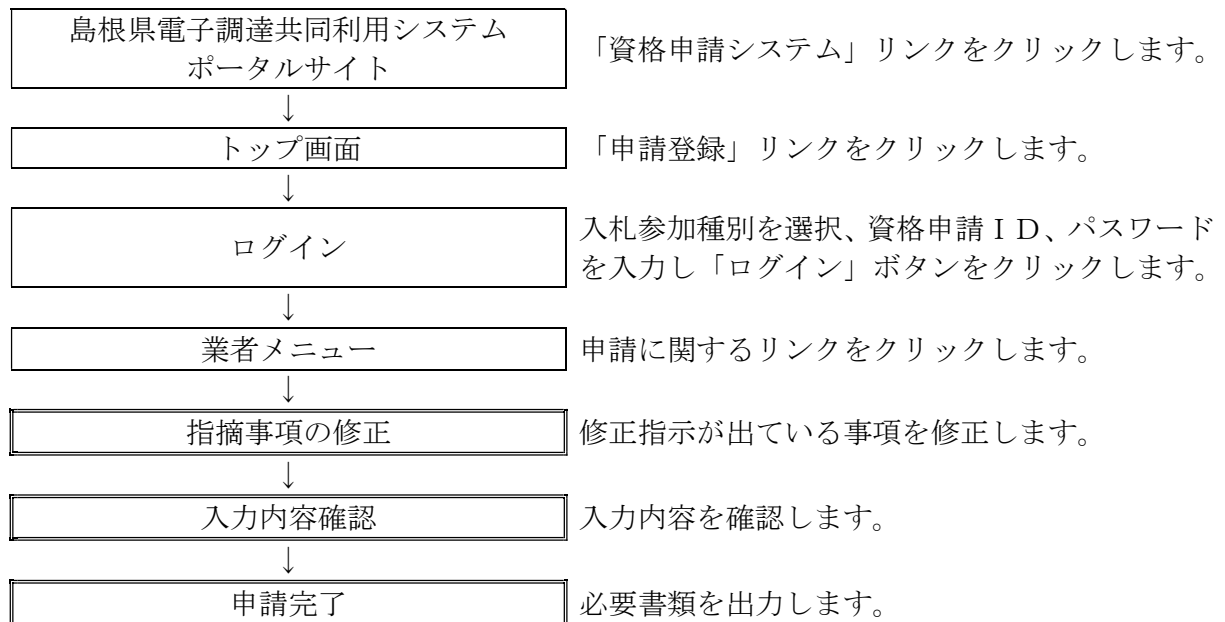 島根県電子調達共同利用システム
ポータルサイト
「資格申請システム」リンクをクリックします。
↓
トップ画面
「申請登録」リンクをクリックします。
↓
ログイン
入札参加種別を選択、資格申請ＩＤ、パスワード
を入力し「ログイン」ボタンをクリックします。
↓
業者メニュー
申請に関するリンクをクリックします。
↓
指摘事項の修正
修正指示が出ている事項を修正します。
↓
入力内容確認
入力内容を確認します。
↓
申請完了
必要書類を出力します。